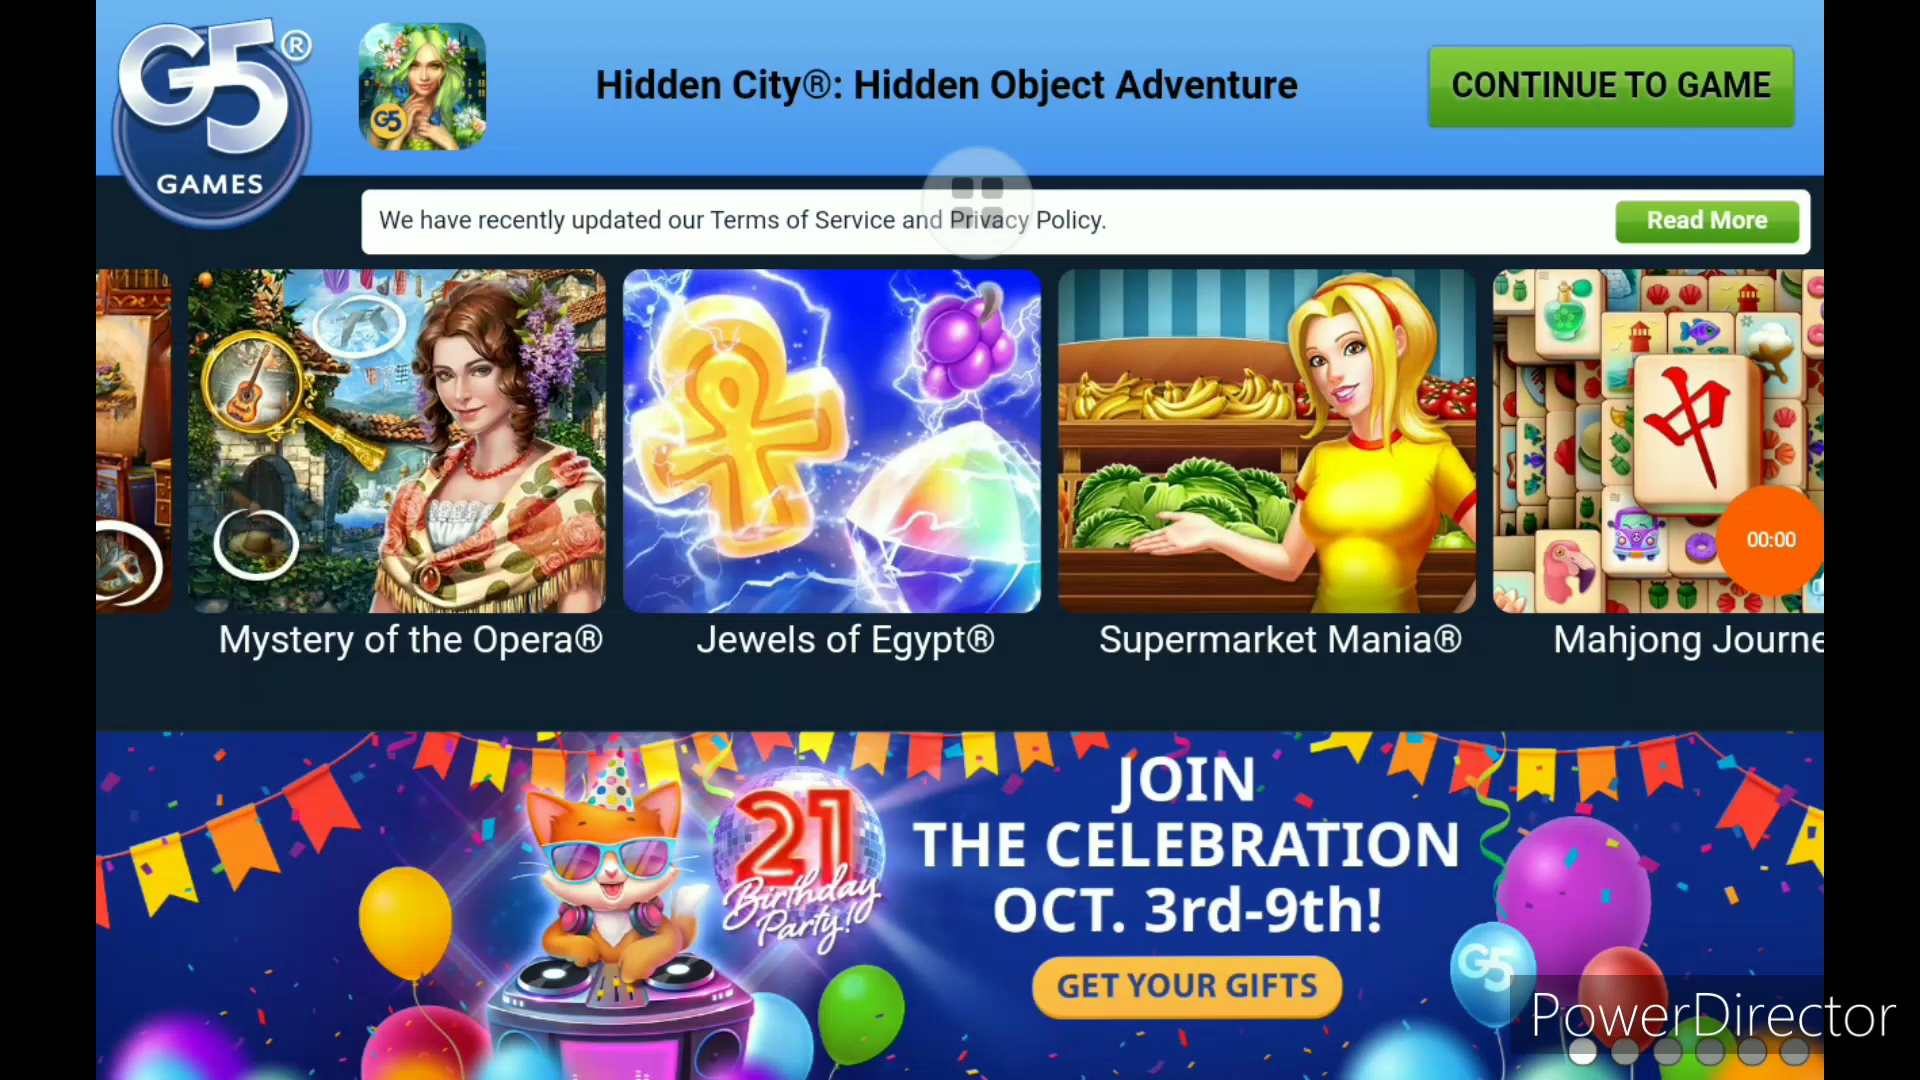 G5®
GAMES
G5
Hidden City®: Hidden Object Adventure
CONTINUE TO GAME
We have recently updated our Terms of Service and Privacy Policy.
Read More
中
00:00
Mystery of the Opera®
Jewels of Egypt®
Supermarket Mania®
Mahjong Journe
21
Birthday
Party!
JOIN
THE CELEBRATION
OCT. 3rd-9th!
GET YOUR GIFTS
G5
PowerDirector